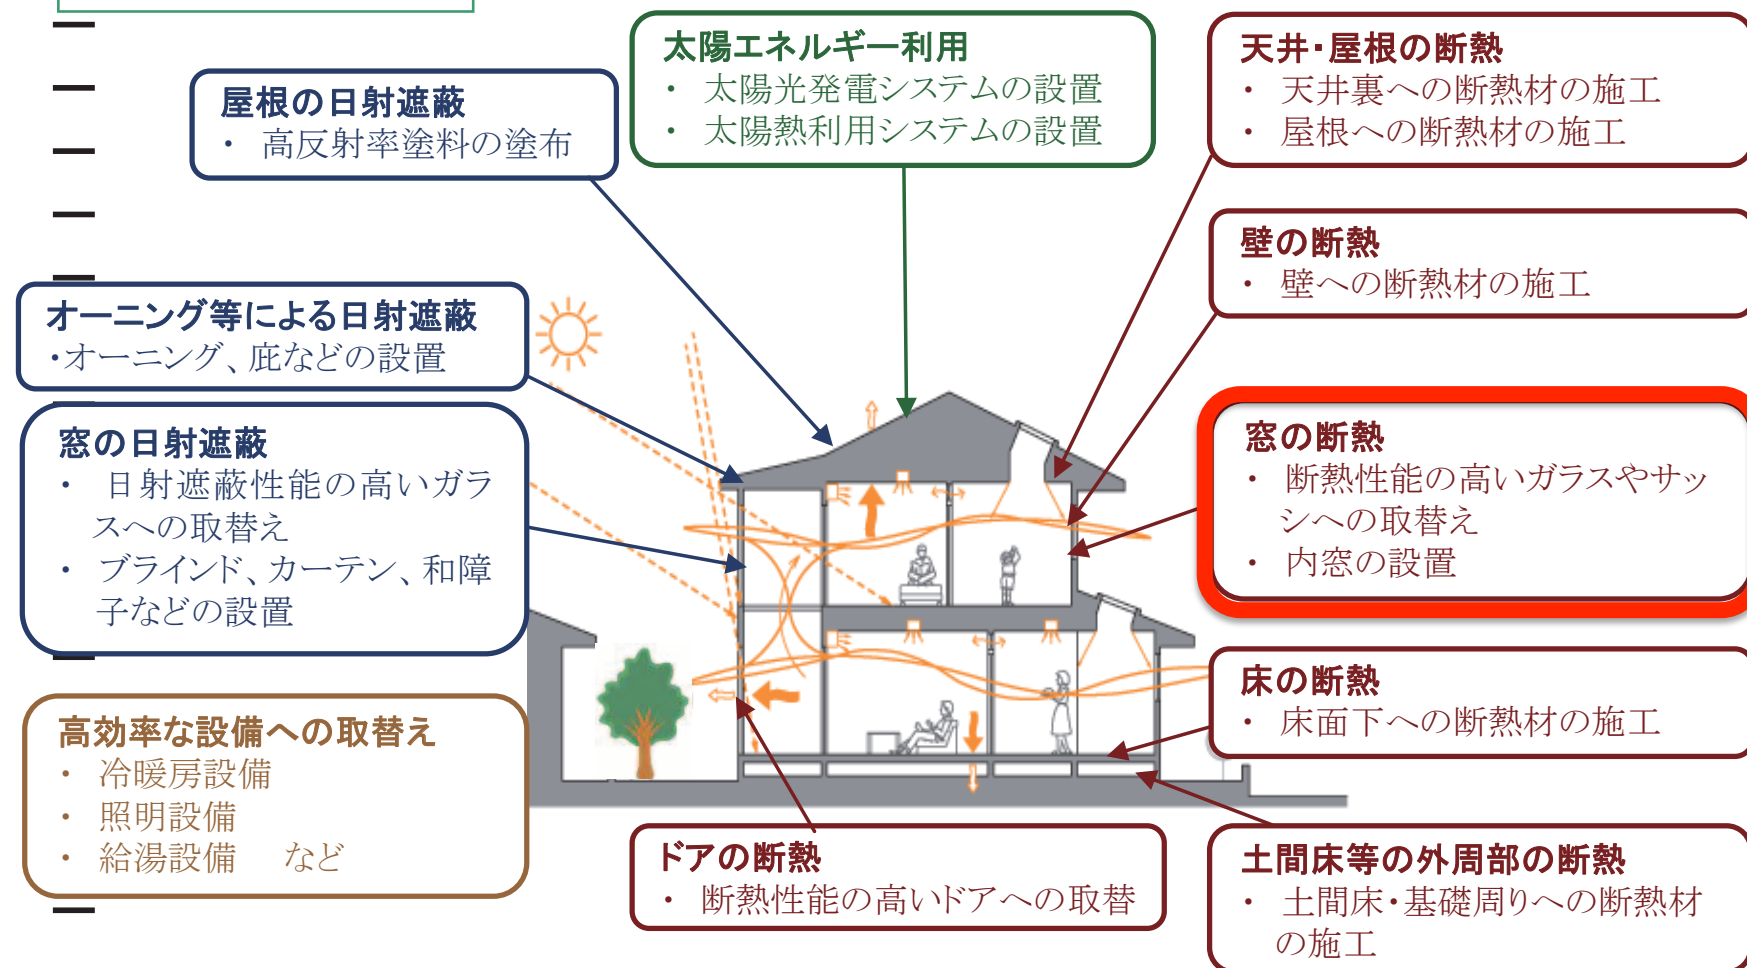 屋根の日射遮蔽
・ 高反射率塗料の塗布
太陽エネルギー利用
・ 太陽光発電システムの設置
・ 太陽熱利用システムの設置
天井・屋根の断熱
・ 天井裏への断熱材の施工
・ 屋根への断熱材の施工
壁の断熱
・ 壁への断熱材の施工
オーニング等による日射遮蔽
・オーニング、庇などの設置
窓の日射遮蔽
・ 日射遮蔽性能の高いガラ
スへの取替え
・ ブラインド、カーテン、和障
子などの設置
窓の断熱
・ 断熱性能の高いガラスやサッ
シへの取替え
・ 内窓の設置
床の断熱
・ 床面下への断熱材の施工
高効率な設備への取替え
・ 冷暖房設備
・ 照明設備
・ 給湯設備 など
ドアの断熱
・ 断熱性能の高いドアへの取替
土間床等の外周部の断熱
・ 土間床・基礎周りへの断熱材
の施工